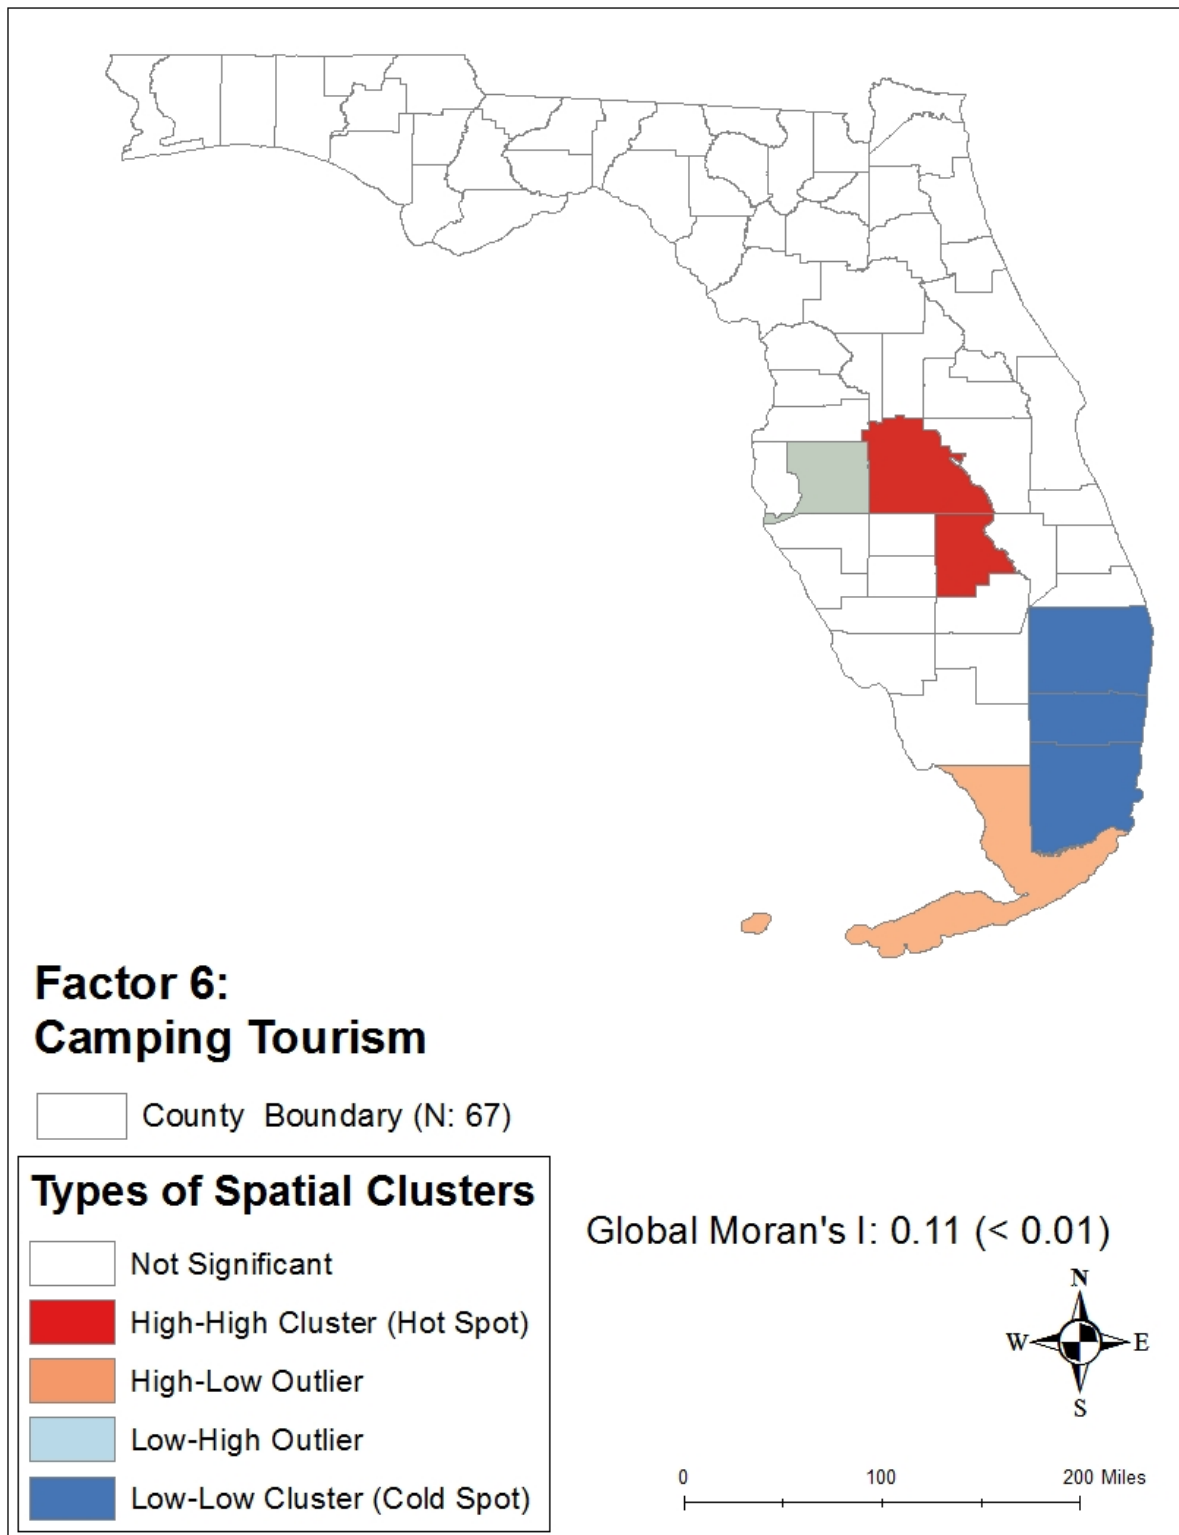 Factor 6:
Camping Tourism
County Boundary (N: 67)
Types of Spatial Clusters
Not Significant
High-High Cluster (Hot Spot)
High-Low Outlier
Low-High Outlier
Low-Low Cluster (Cold Spot)
Global Moran's I: 0.11 (< 0.01)
N
W E
S
0 100 200 Miles